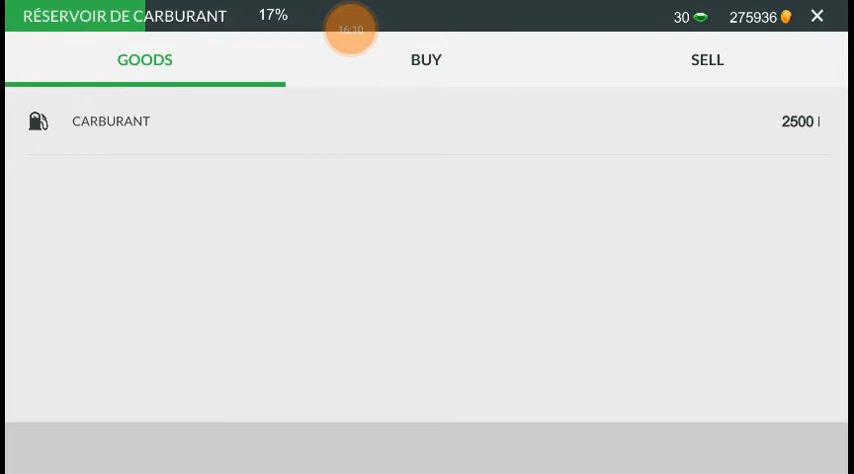 RÉSERVOIR DE CARBURANT 17% 16:10 30 275936 ✕
GOODS BUY SELL
CARBURANT 2500 l